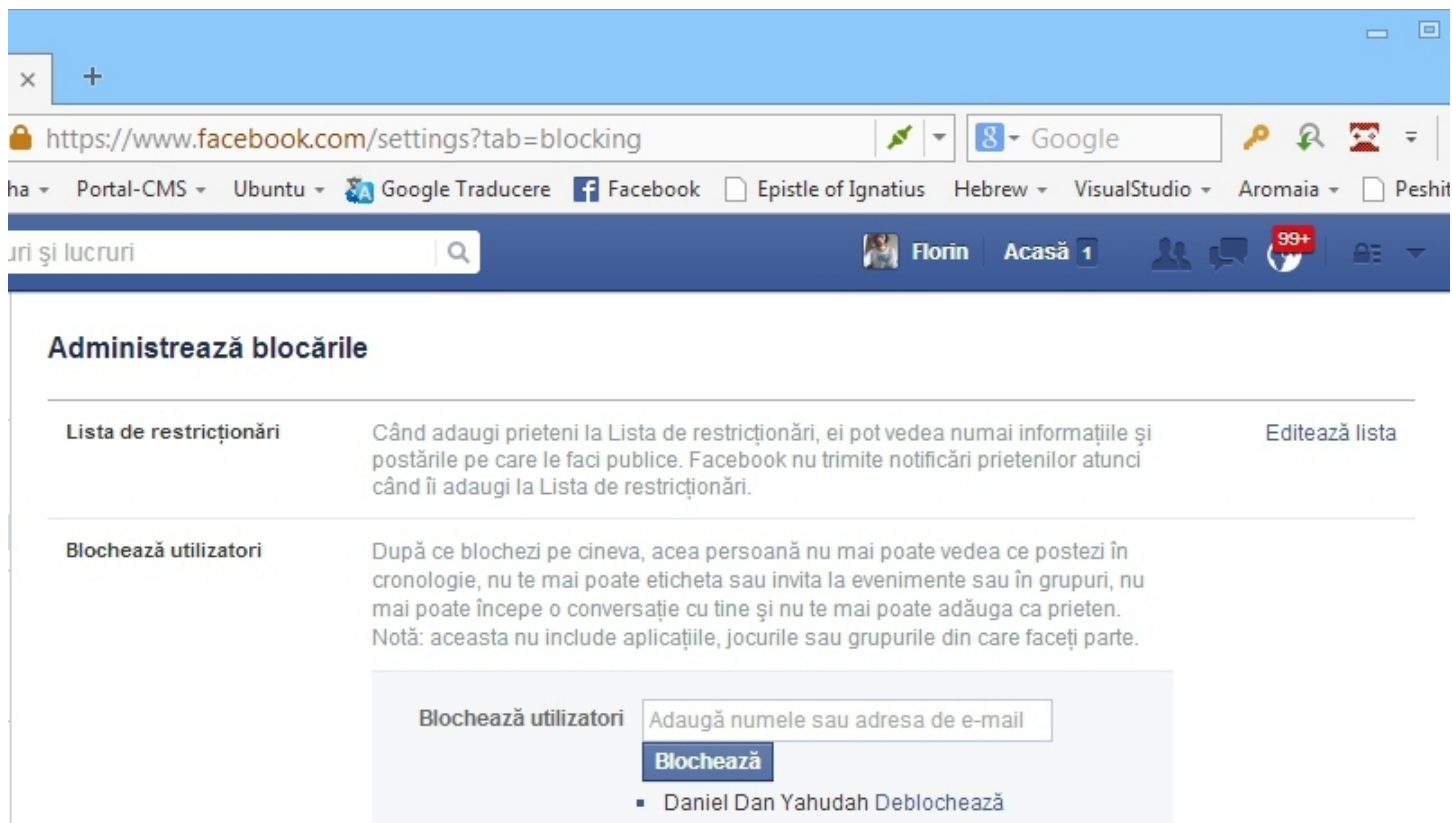 https://www.facebook.com/settings?tab=blocking
Google
ha Portal-CMS Ubuntu Google Traducere Facebook Epistle of Ignatius Hebrew VisualStudio Aromaia Peshit
uri şi lucruri Florin Acasă 1 99+
Administrează blocările
Lista de restricționări
Când adaugi prieteni la Lista de restricționări, ei pot vedea numai informațiile şi
postările pe care le faci publice. Facebook nu trimite notificări prietenilor atunci
când îi adaugi la Lista de restricționări.
Editează lista
Blochează utilizatori
După ce blochezi pe cineva, acea persoană nu mai poate vedea ce postezi în
cronologie, nu te mai poate eticheta sau invita la evenimente sau în grupuri, nu
mai poate începe o conversație cu tine şi nu te mai poate adăuga ca prieten.
Notă: aceasta nu include aplicațiile, jocurile sau grupurile din care faceți parte.
Blochează utilizatori Adaugă numele sau adresa de e-mail
Blochează
Daniel Dan Yahudah Deblochează